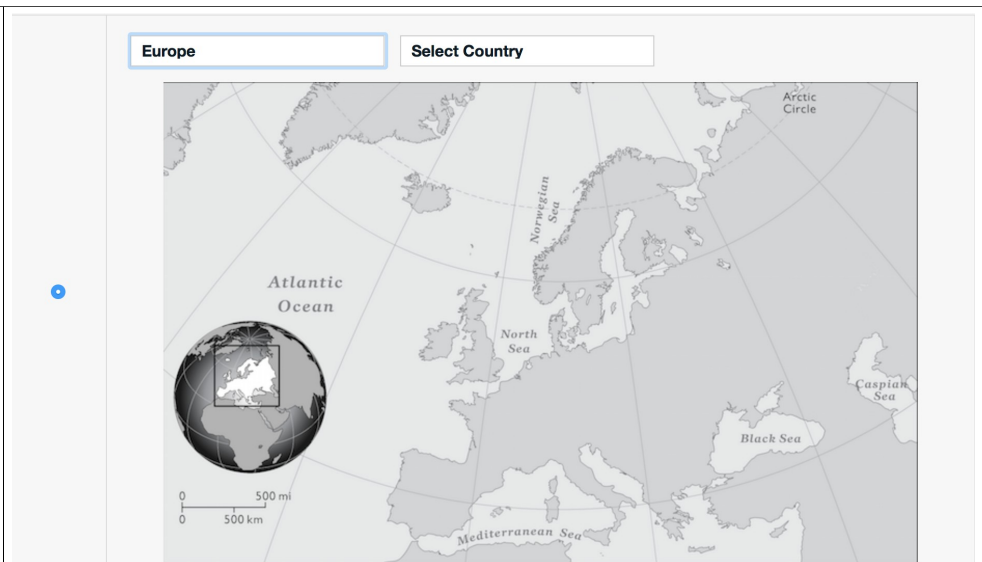 Europe
Select Country
Arctic
Circle
Norwegian
Sea
Atlantic
Ocean
North
Sea
Caspian
Sea
Black Sea
0 500 mi
0 500 km
Mediterranean Sea